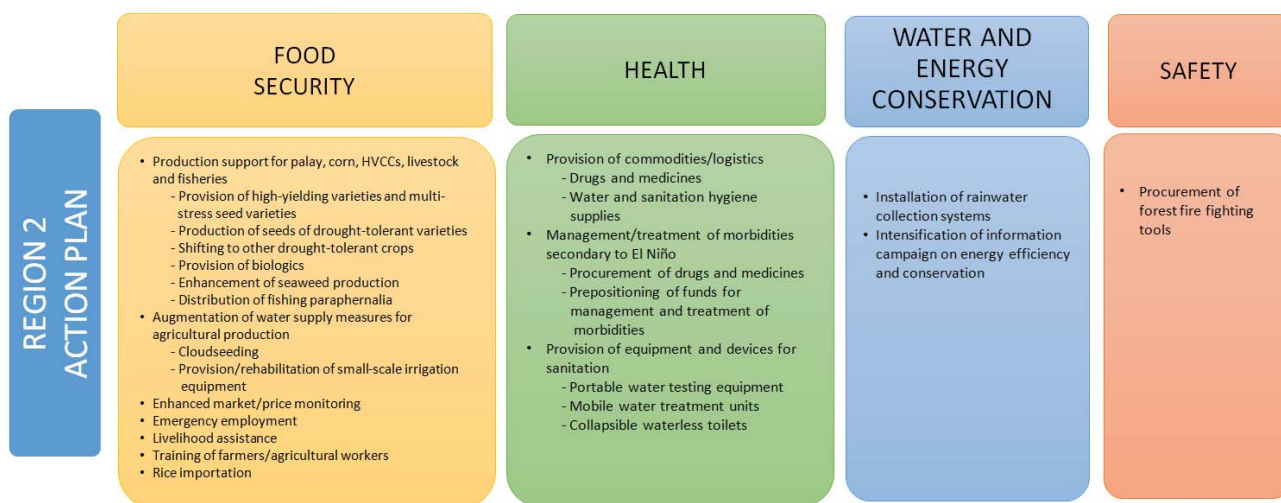 REGION 2
ACTION PLAN
FOOD
SECURITY
• Production support for palay, corn, HVCCs, livestock
and fisheries
- Provision of high-yielding varieties and multi-
stress seed varieties
- Production of seeds of drought-tolerant varieties
- Shifting to other drought-tolerant crops
- Provision of biologics
- Enhancement of seaweed production
- Distribution of fishing paraphernalia
• Augmentation of water supply measures for
agricultural production
- Cloudseeding
- Provision/rehabilitation of small-scale irrigation
equipment
• Enhanced market/price monitoring
• Emergency employment
• Livelihood assistance
• Training of farmers/agricultural workers
• Rice importation
HEALTH
• Provision of commodities/logistics
- Drugs and medicines
- Water and sanitation hygiene
supplies
• Management/treatment of morbidities
secondary to El Niño
- Procurement of drugs and medicines
- Prepositioning of funds for
management and treatment of
morbidities
• Provision of equipment and devices for
sanitation
- Portable water testing equipment
- Mobile water treatment units
- Collapsible waterless toilets
WATER AND
ENERGY
CONSERVATION
• Installation of rainwater
collection systems
• Intensification of information
campaign on energy efficiency
and conservation
SAFETY
• Procurement of
forest fire fighting
tools